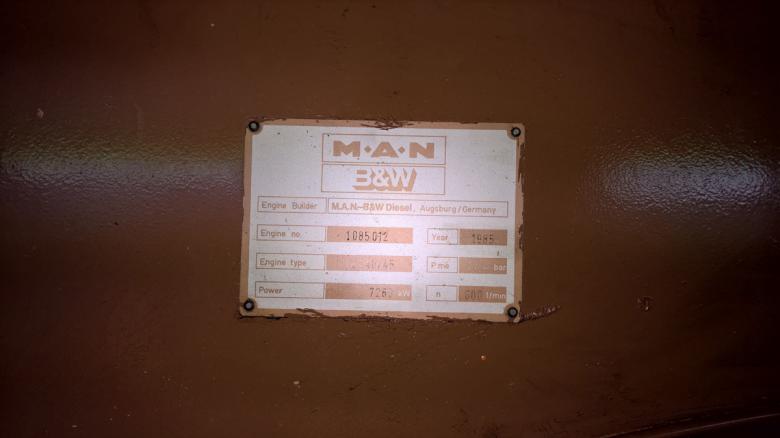 M·A·N
B&W
Engine Builder M.A.N.-B&W Diesel, Augsburg/Germany
Engine no. 1085012 Year 1985
Engine type 40/45 P.me bar
Power kW n 1/min